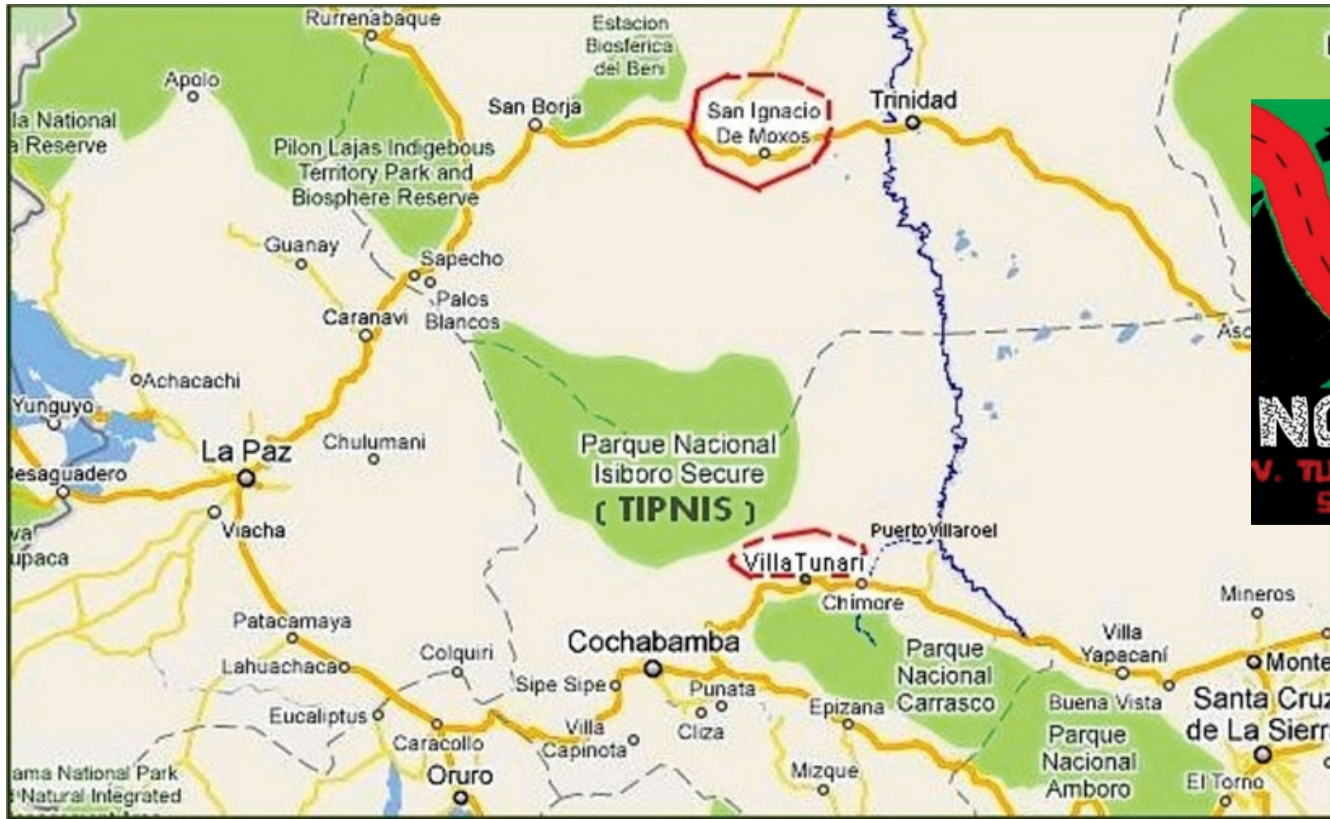 Rurrenabaque
Estacion
Biosferica
del Beni
Apolo
la National
a Reserve
San Borja
San Ignacio
De Moxos
Trinidad
Pilon Lajas Indigebous
Territory Park and
Biosphere Reserve
Guanay
Sapecho
Palos
Blancos
Caranavi
Achacachi
Yunguyo
La Paz
Chulumani
Desaguadero
Viacha
upaca
Parque Nacional
Isiboro Secure
( TIPNIS )
Puerto Villaroel
Villa Tunari
Chimore
Mineros
Patacamaya
Lahuachaca
Colquiri
Cochabamba
Parque
Nacional
Carrasco
Villa
Yapacaní
Monte
Sipe Sipe
Punata
Cliza
Epizana
Buena Vista
Santa Cruz
de La Sierr
Eucaliptus
Caracollo
Villa
Capinota
Parque
Nacional
Amboro
Oruro
Mizque
El Torno
ama National Park
Natural Integrated
NO
V. TU
S